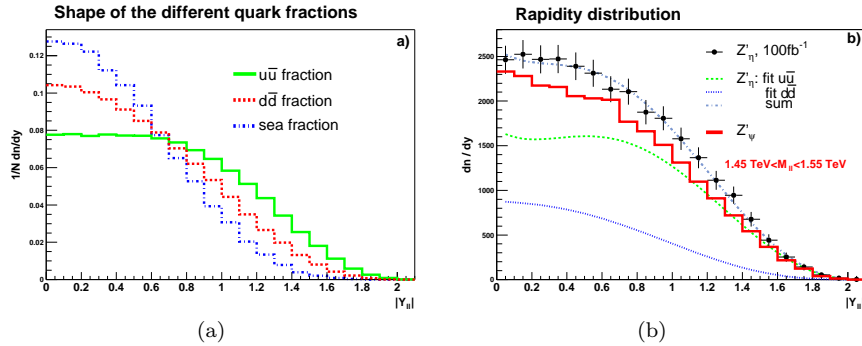 Shape of the different quark fractions
a)
1/N dn/dy
0.12
0.1
0.08
0.06
0.04
0.02
0
uū fraction
dd̄ fraction
sea fraction
0 0.2 0.4 0.6 0.8 1 1.2 1.4 1.6 1.8 2
|Y_ll|
(a)
Rapidity distribution
b)
dn / dy
2500
2000
1500
1000
500
0
Z'_η, 100fb⁻¹
Z'_η: fit uū
fit dd̄
sum
Z'_ψ
1.45 TeV<M_ll<1.55 TeV
0 0.2 0.4 0.6 0.8 1 1.2 1.4 1.6 1.8 2
|Y_ll|
(b)